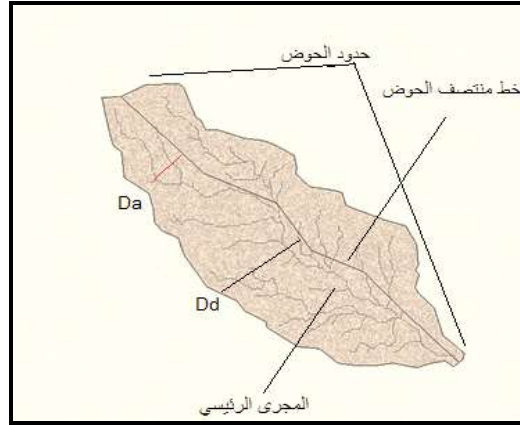 حدود الحوض
خط منتصف الحوض
Da
Dd
المجرى الرئيسي